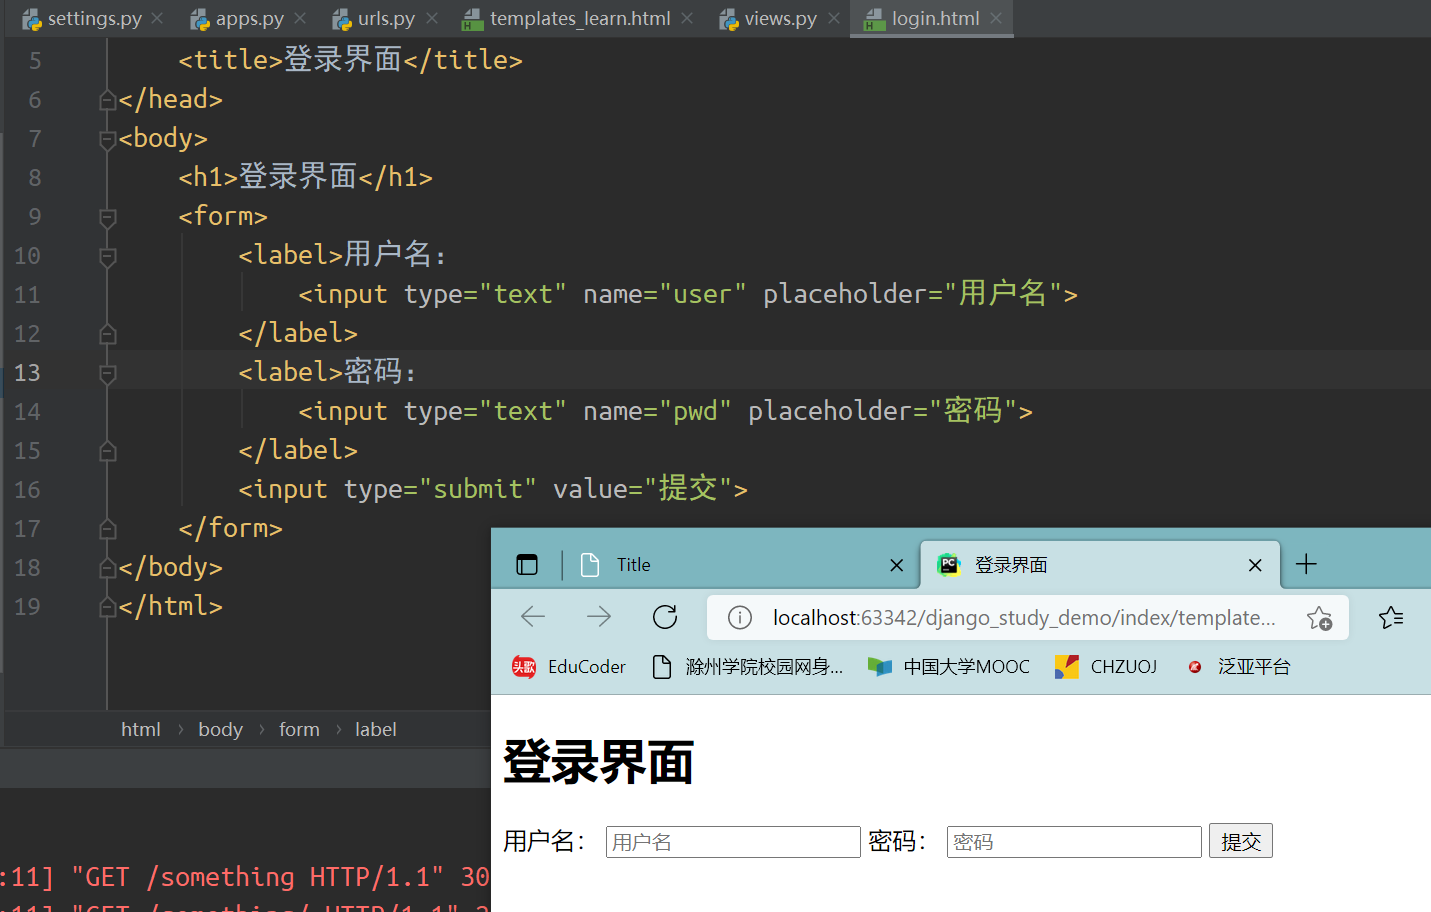 settings.py apps.py urls.py templates_learn.html views.py login.html
5 <title>登录界面</title>
6 </head>
7 <body>
8 <h1>登录界面</h1>
9 <form>
10 <label>用户名：
11 <input type="text" name="user" placeholder="用户名">
12 </label>
13 <label>密码：
14 <input type="text" name="pwd" placeholder="密码">
15 </label>
16 <input type="submit" value="提交">
17 </form>
18 </body>
19 </html>
html › body › form › label
:11] "GET /something HTTP/1.1" 30
Title 登录界面
localhost:63342/django_study_demo/index/template...
头歌 EduCoder 滁州学院校园网身... 中国大学MOOC CHZUOJ 泛亚平台
登录界面
用户名： 用户名 密码： 密码 提交